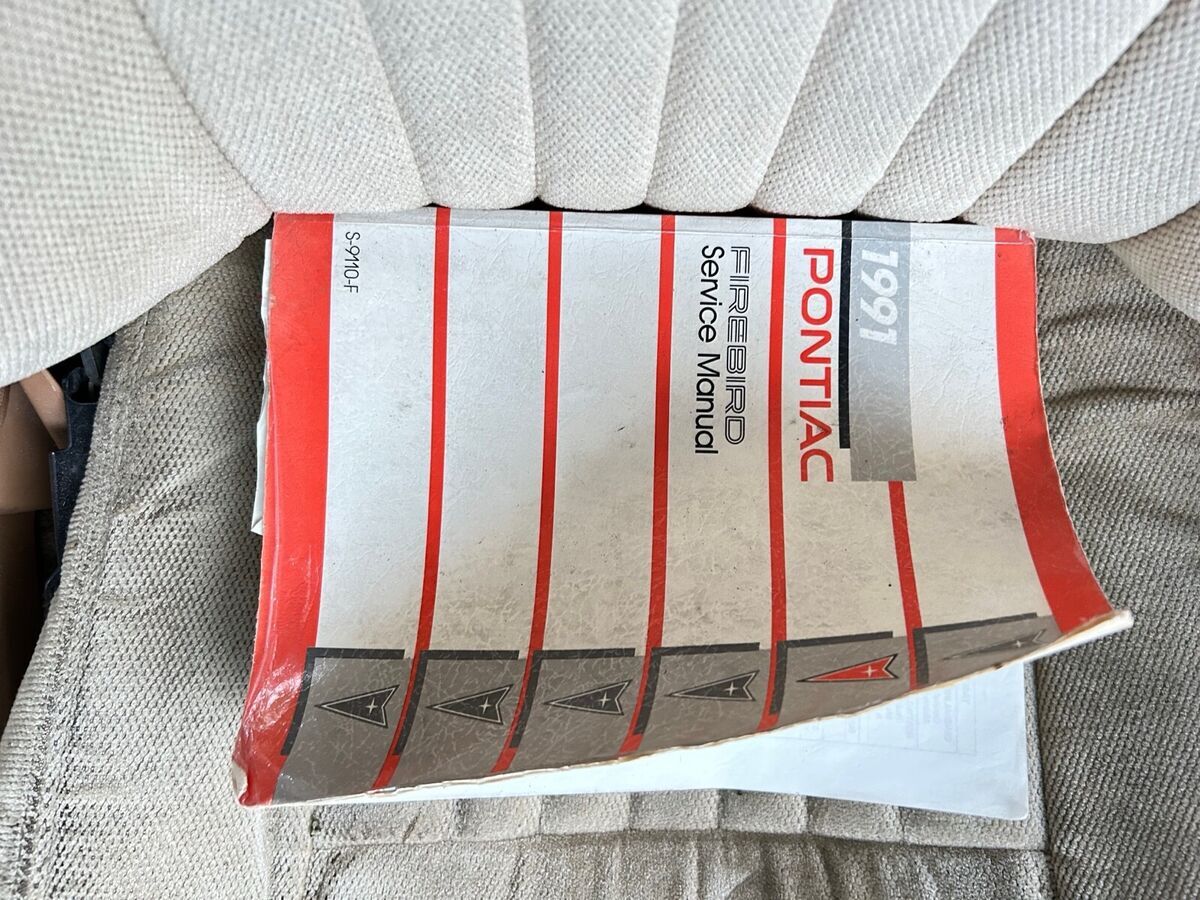 1991
PONTIAC
FIREBIRD
Service Manual
S-9110-F